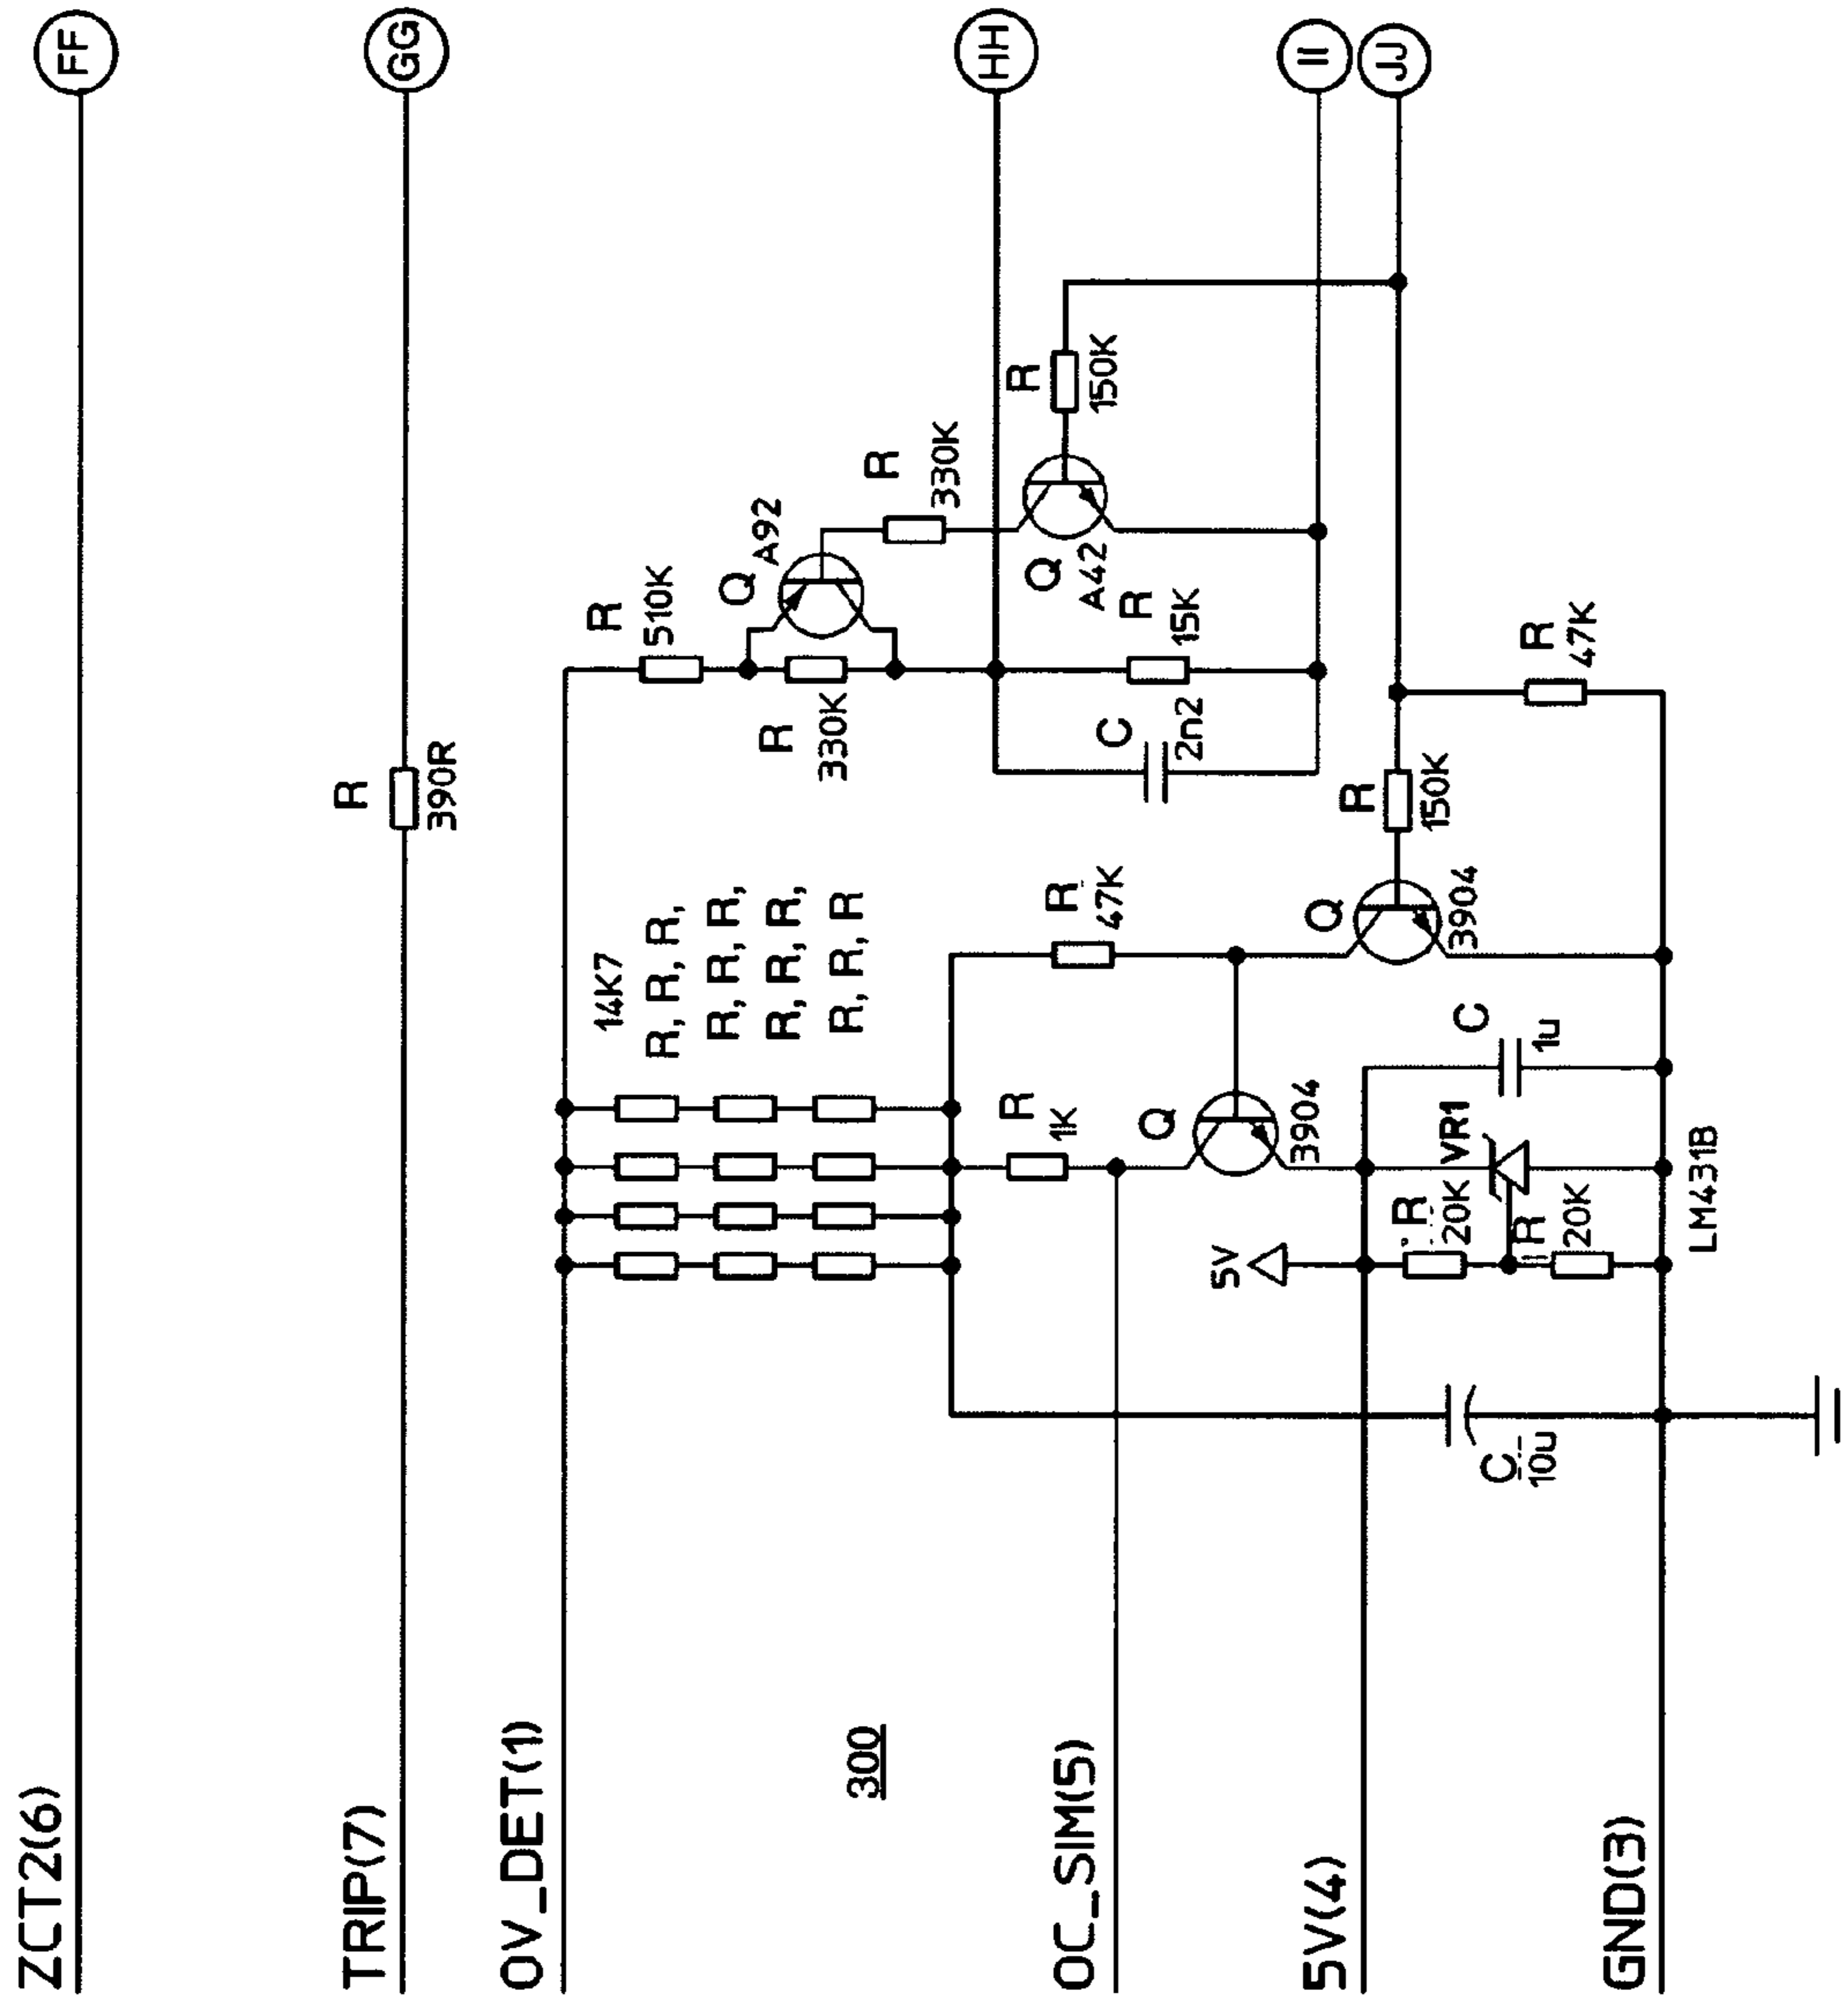 ZCT2(6)
FF
TRIP(7)
R
390R
GG
OV_DET(1)
14K7
R, R, R,
R, R, R,
R, R, R,
R, R, R
R
510K
R
330K
Q
A92
R
330K
HH
300
OC_SIM(5)
R
1K
R
47K
C
2n2
R
15K
Q
A42
R
150K
II
5V(4)
5V
Q
3904
Q
3904
R
150K
JJ
R
20K
VR1
C
1u
R
20K
R
47K
C
10u
GND(3)
LM431B